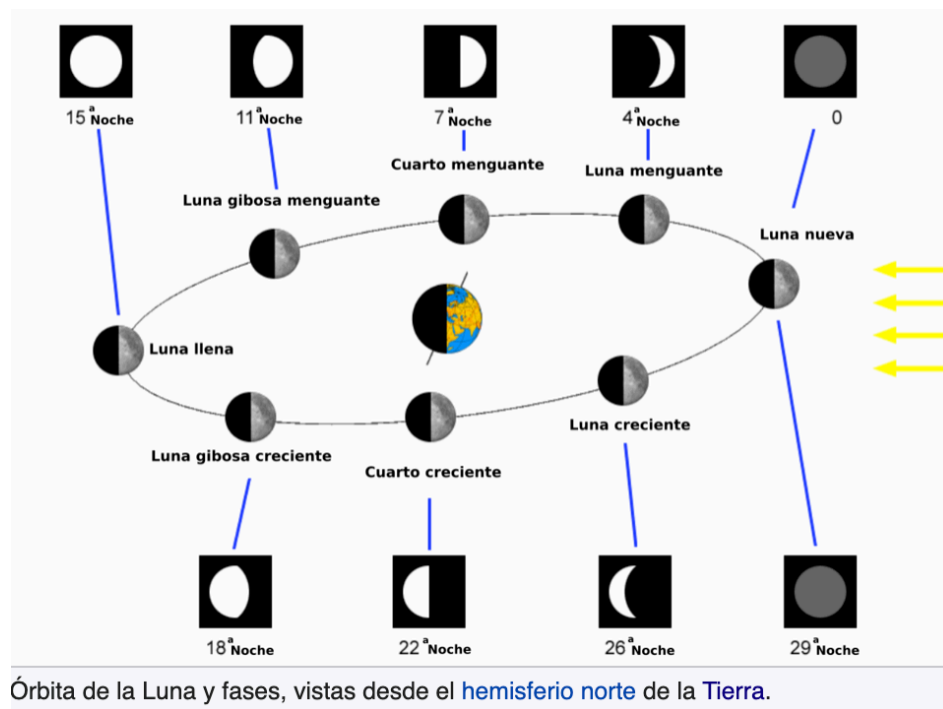 15ª Noche
11ª Noche
7ª Noche
4ª Noche
0
Cuarto menguante
Luna menguante
Luna gibosa menguante
Luna nueva
Luna llena
Luna creciente
Luna gibosa creciente
Cuarto creciente
18ª Noche
22ª Noche
26ª Noche
29ª Noche
Órbita de la Luna y fases, vistas desde el hemisferio norte de la Tierra.